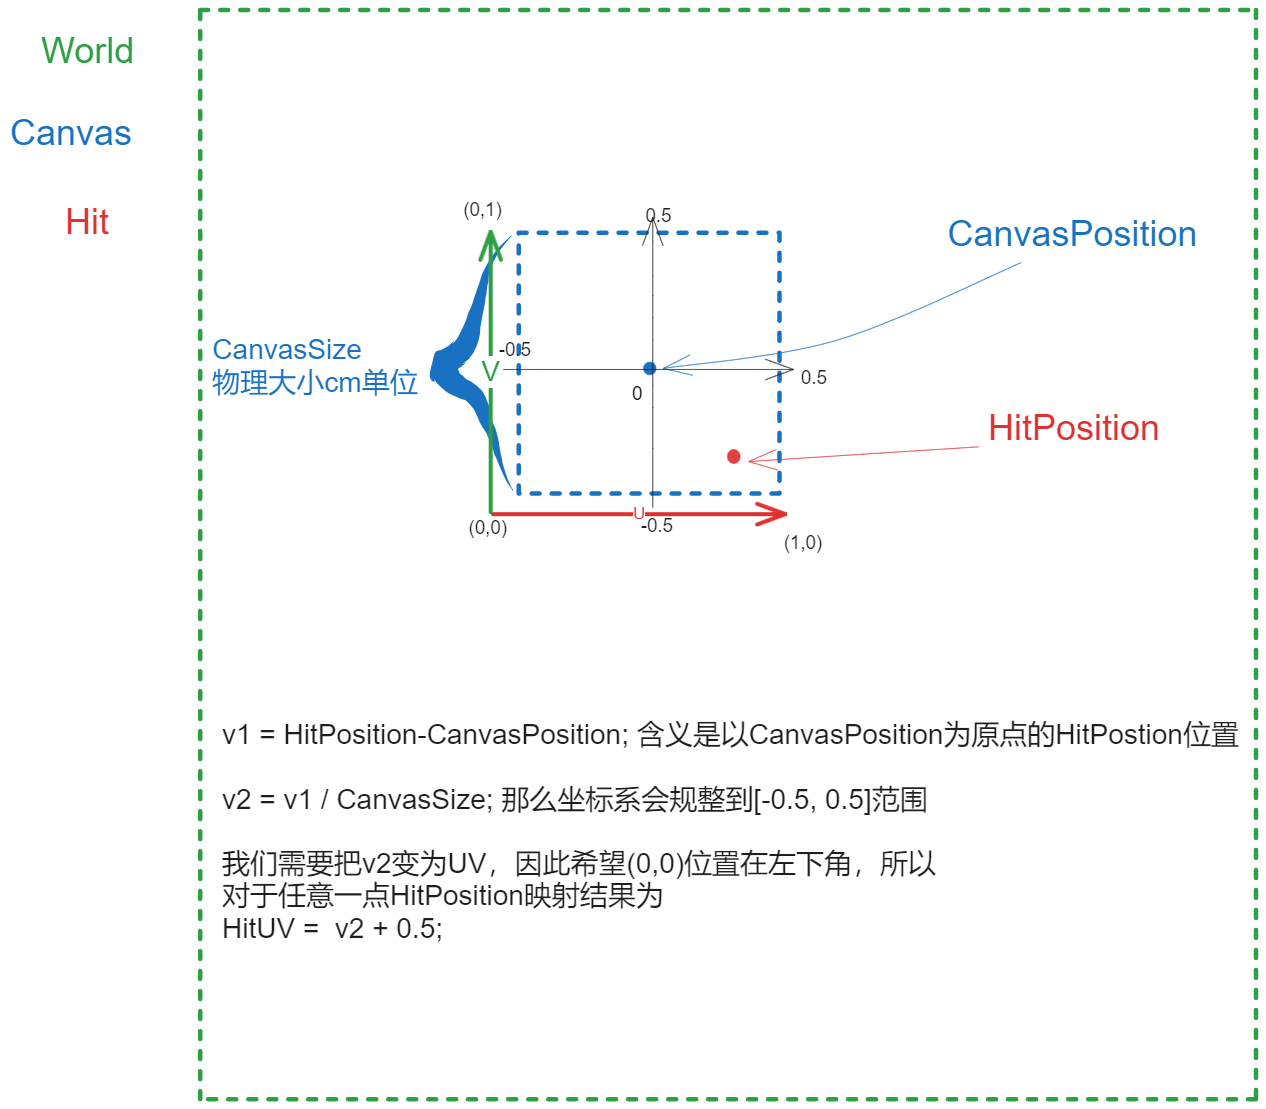 World
Canvas
Hit
(0,1)
0.5
CanvasPosition
CanvasSize
物理大小cm单位
-0.5
V
0.5
0
HitPosition
U
(0,0)
-0.5
(1,0)
v1 = HitPosition-CanvasPosition; 含义是以CanvasPosition为原点的HitPostion位置
v2 = v1 / CanvasSize; 那么坐标系会规整到[-0.5, 0.5]范围
我们需要把v2变为UV，因此希望(0,0)位置在左下角，所以
对于任意一点HitPosition映射结果为
HitUV =  v2 + 0.5;